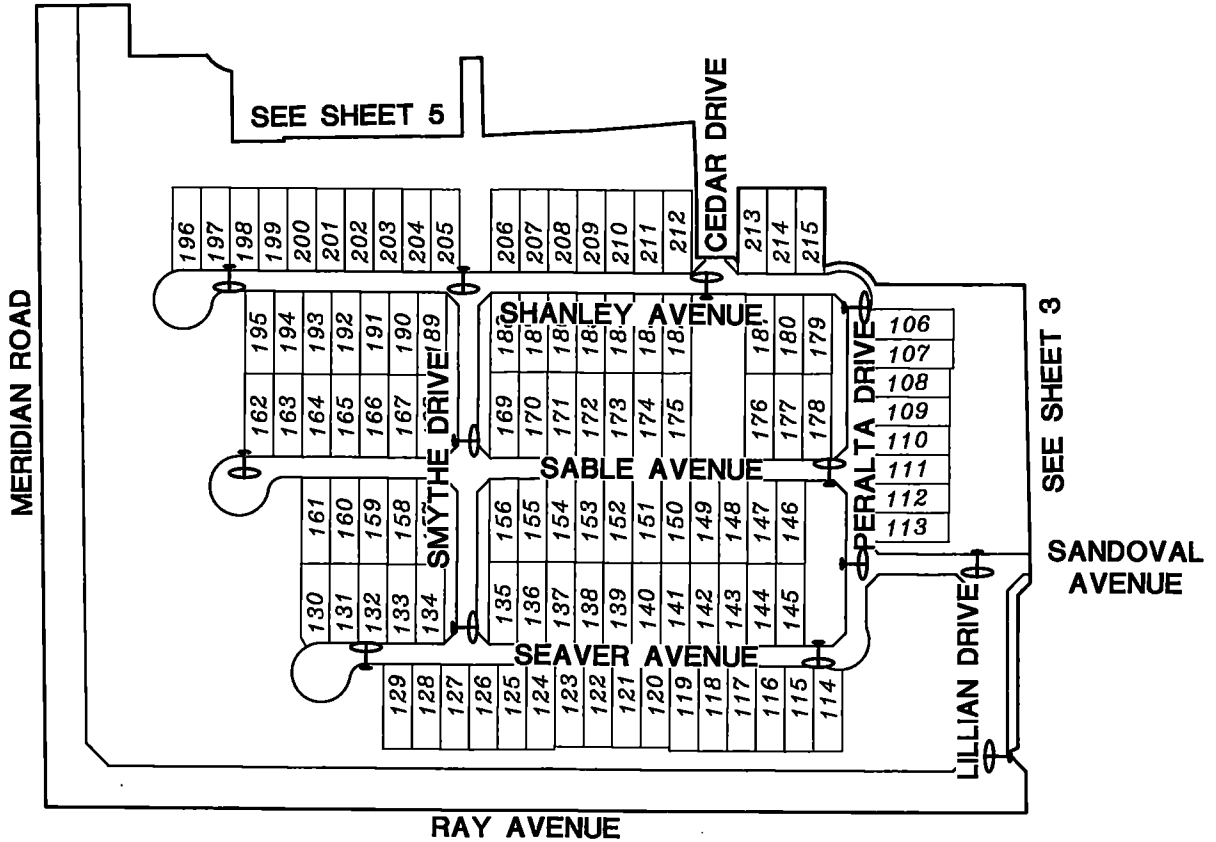 SEE SHEET 5
CEDAR DRIVE
196 197 198 199 200 201 202 203 204 205 206 207 208 209 210 211 212 213 214 215
SHANLEY AVENUE
MERIDIAN ROAD
195 194 193 192 191 190 180 179
106
107
108
109
110
111
112
113
PERALTA DRIVE
SEE SHEET 3
162 163 164 165 166 167 169 170 171 172 173 174 175 176 177 178
SMYTHE DRIVE
SABLE AVENUE
161 160 159 158 156 155 154 153 152 151 150 149 148 147 146
SANDOVAL
AVENUE
130 131 132 133 134 135 136 137 138 139 140 141 142 143 144 145
SEAVER AVENUE
LILLIAN DRIVE
129 128 127 126 125 124 123 122 121 120 119 118 117 116 115 114
RAY AVENUE